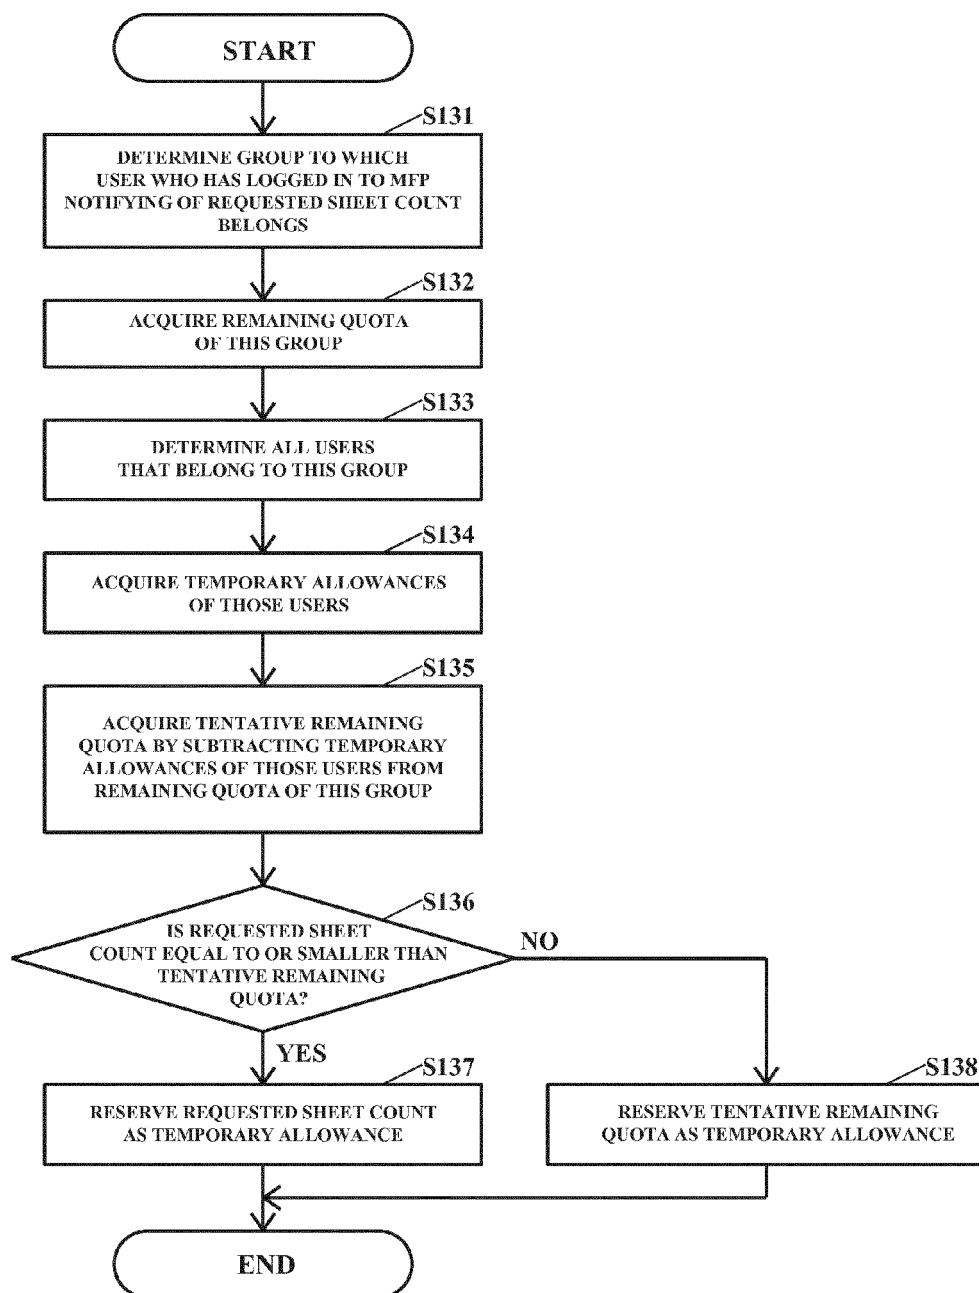 START
S131
DETERMINE GROUP TO WHICH
USER WHO HAS LOGGED IN TO MFP
NOTIFYING OF REQUESTED SHEET COUNT
BELONGS
S132
ACQUIRE REMAINING QUOTA
OF THIS GROUP
S133
DETERMINE ALL USERS
THAT BELONG TO THIS GROUP
S134
ACQUIRE TEMPORARY ALLOWANCES
OF THOSE USERS
S135
ACQUIRE TENTATIVE REMAINING
QUOTA BY SUBTRACTING TEMPORARY
ALLOWANCES OF THOSE USERS FROM
REMAINING QUOTA OF THIS GROUP
S136
IS REQUESTED SHEET
COUNT EQUAL TO OR SMALLER THAN
TENTATIVE REMAINING
QUOTA?
NO
YES
S137
RESERVE REQUESTED SHEET COUNT
AS TEMPORARY ALLOWANCE
S138
RESERVE TENTATIVE REMAINING
QUOTA AS TEMPORARY ALLOWANCE
END